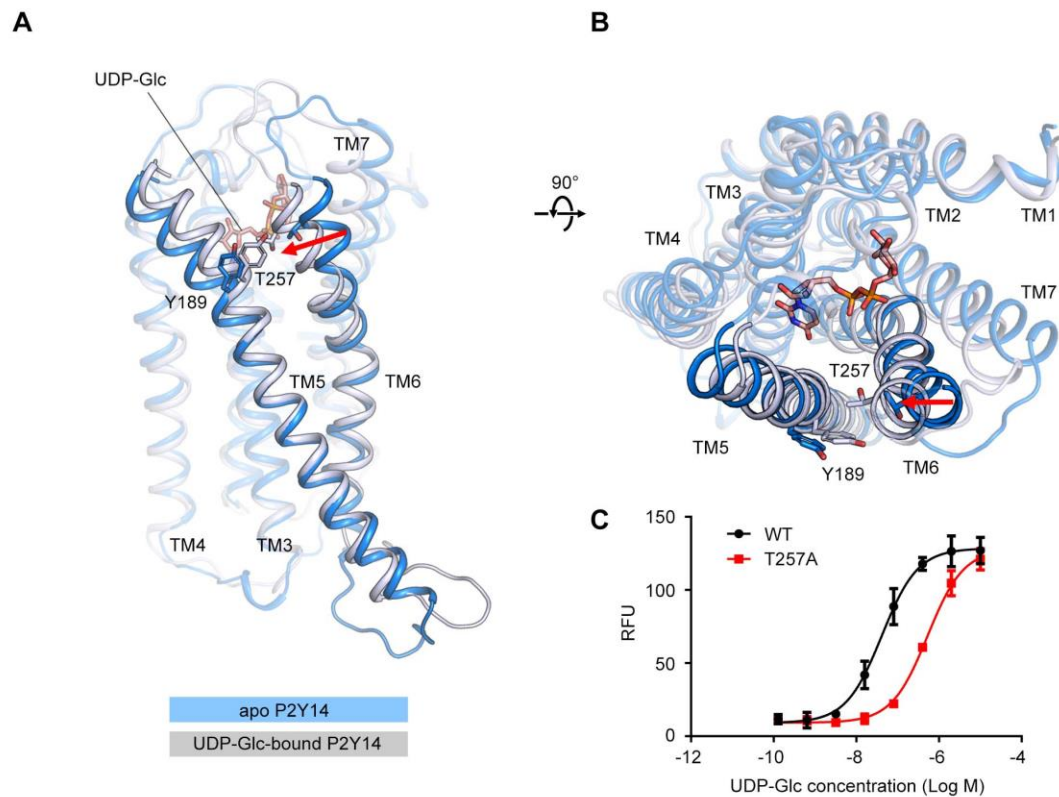 A
UDP-Glc
TM7
T257
Y189
TM5
TM6
TM4
TM3
apo P2Y14
UDP-Glc-bound P2Y14
90°
B
TM3
TM2
TM1
TM4
TM7
T257
TM5
Y189
TM6
C
150
WT
T257A
100
RFU
50
0
-12
-10
-8
-6
-4
UDP-Glc concentration (Log M)